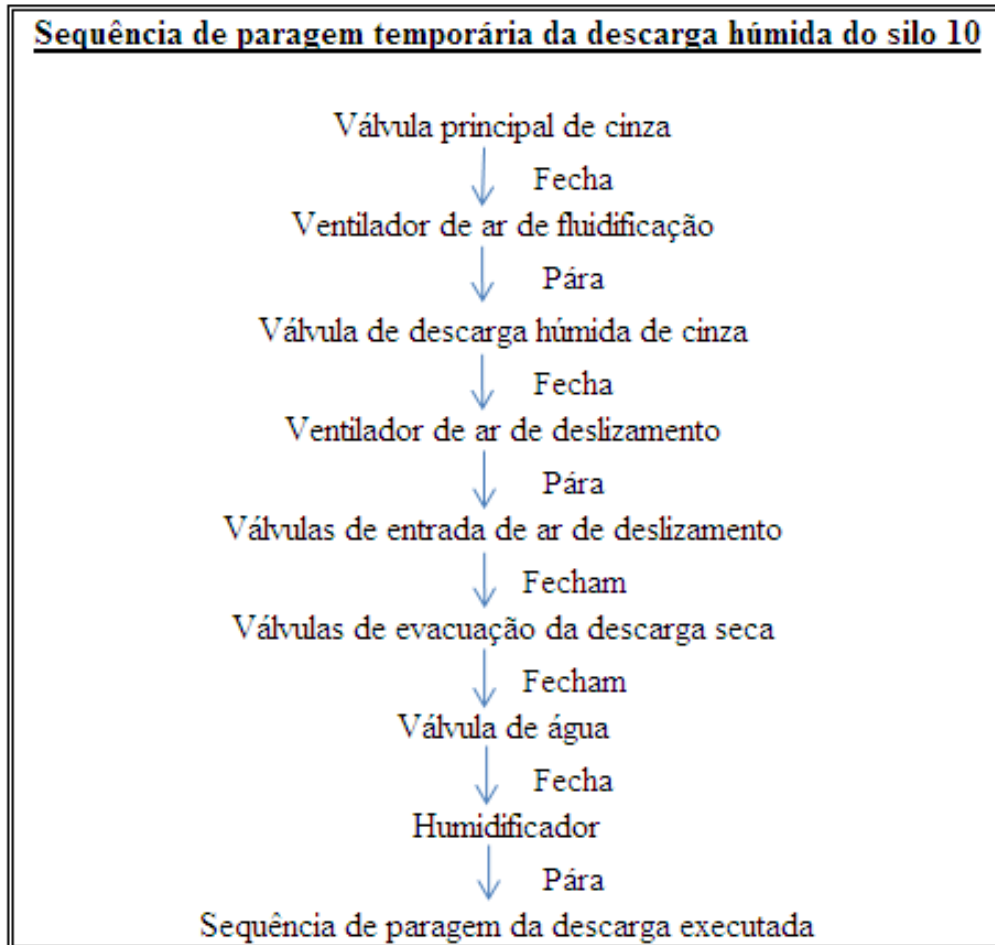 Sequência de paragem temporária da descarga húmida do silo 10
Válvula principal de cinza
Fecha
Ventilador de ar de fluidificação
Pára
Válvula de descarga húmida de cinza
Fecha
Ventilador de ar de deslizamento
Pára
Válvulas de entrada de ar de deslizamento
Fecham
Válvulas de evacuação da descarga seca
Fecham
Válvula de água
Fecha
Humidificador
Pára
Sequência de paragem da descarga executada